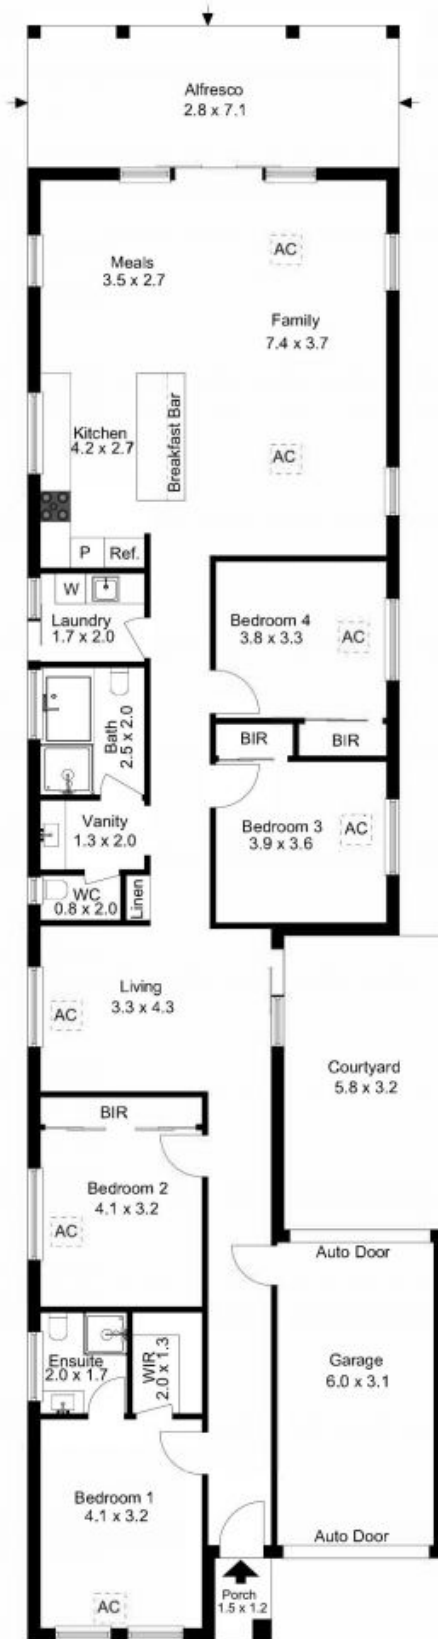 Alfresco
2.8 x 7.1
AC
Meals
3.5 x 2.7
Family
7.4 x 3.7
Breakfast Bar
Kitchen
4.2 x 2.7
AC
P
Ref.
W
Laundry
1.7 x 2.0
Bedroom 4
3.8 x 3.3
AC
Bath
2.5 x 2.0
BIR
BIR
Vanity
1.3 x 2.0
Bedroom 3
3.9 x 3.6
AC
WC
0.8 x 2.0
Linen
Living
3.3 x 4.3
AC
Courtyard
5.8 x 3.2
BIR
Bedroom 2
4.1 x 3.2
AC
Auto Door
Ensuite
2.0 x 1.7
WIR
2.0 x 1.3
Garage
6.0 x 3.1
Bedroom 1
4.1 x 3.2
AC
Auto Door
Porch
1.5 x 1.2